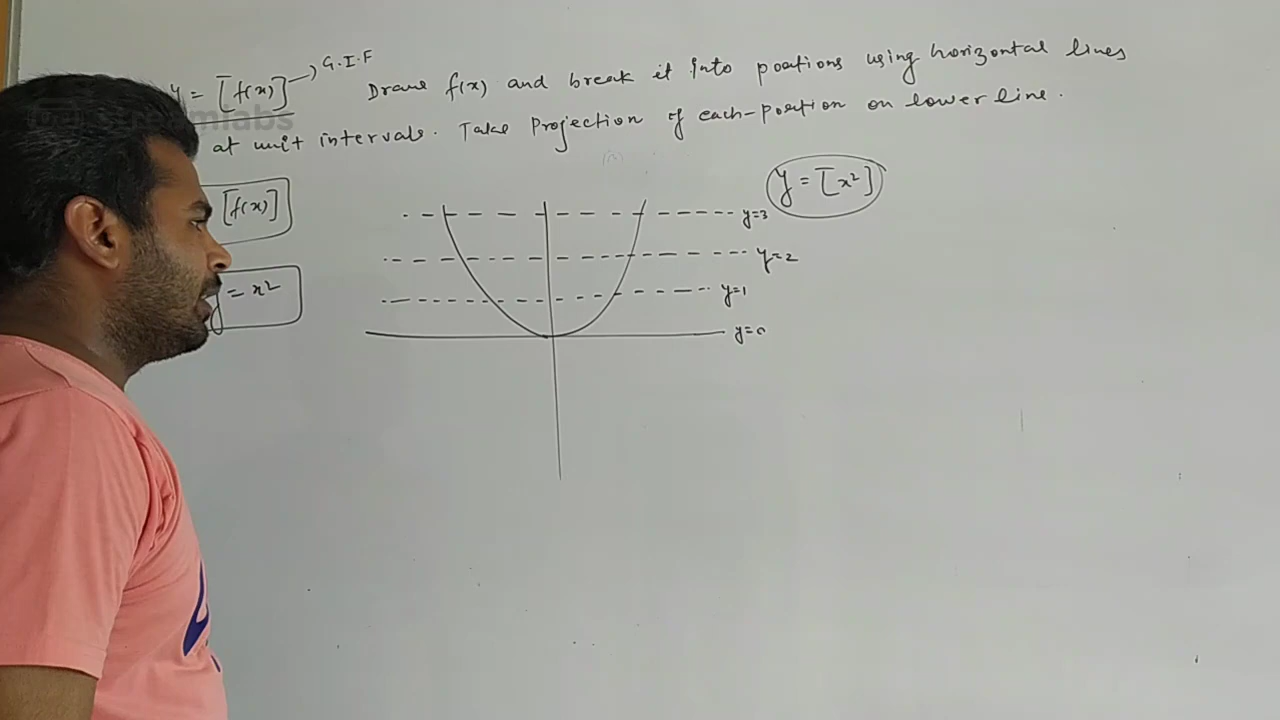 y = [f(x)] → G.I.F Draw f(x) and break it into portions using horizontal lines
at unit intervals. Take Projection of each-portion on lower line.
y = [x²]
[f(x)]
y=3
y=2
y = x²
y=1
y=0